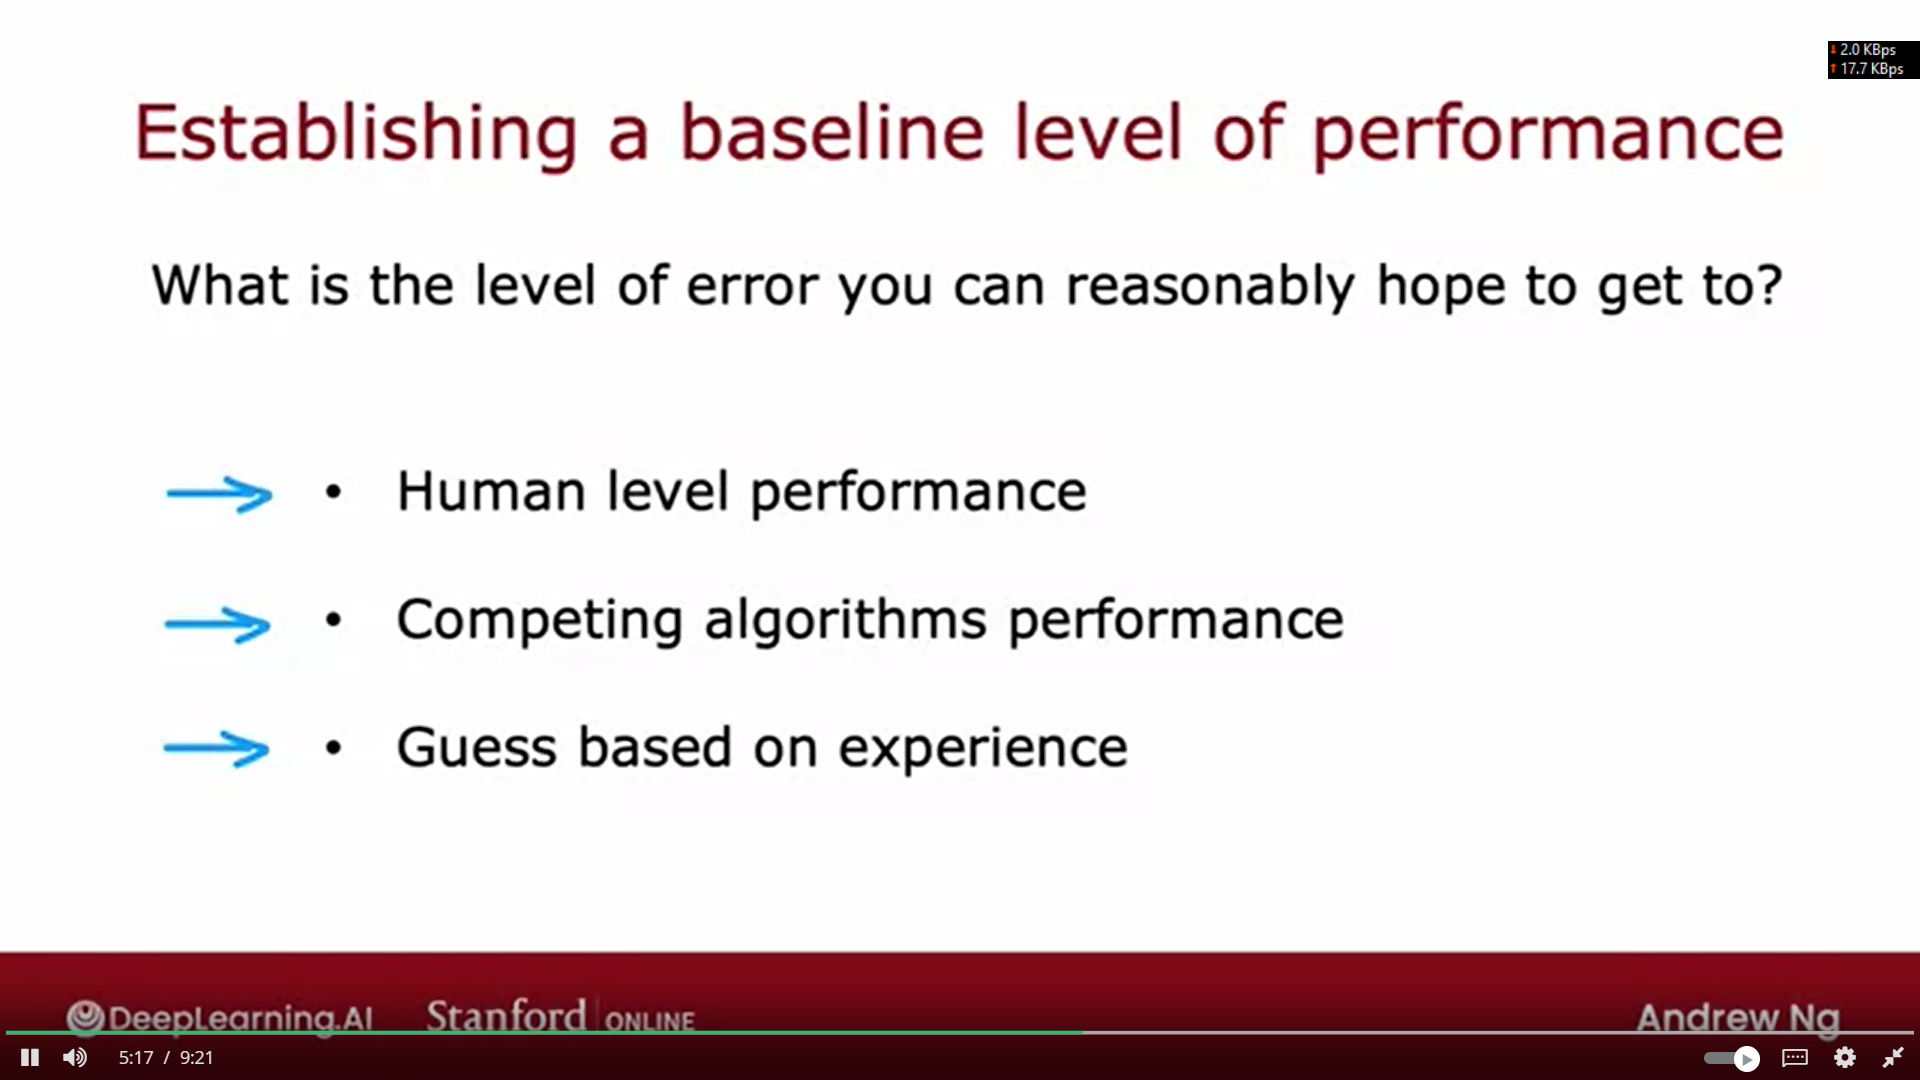 2.0 KBps
17.7 KBps
Establishing a baseline level of performance
What is the level of error you can reasonably hope to get to?
• Human level performance
• Competing algorithms performance
• Guess based on experience
DeepLearning.AI Stanford ONLINE Andrew Ng
5:17 / 9:21